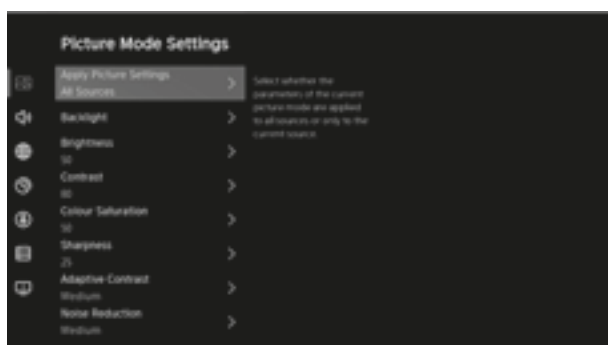 Picture Mode Settings
Apply Picture Settings
All Sources
Select whether the
parameters of the current
picture mode are applied
to all sources or only to the
current source.
Backlight
Brightness
50
Contrast
80
Colour Saturation
50
Sharpness
25
Adaptive Contrast
Medium
Noise Reduction
Medium